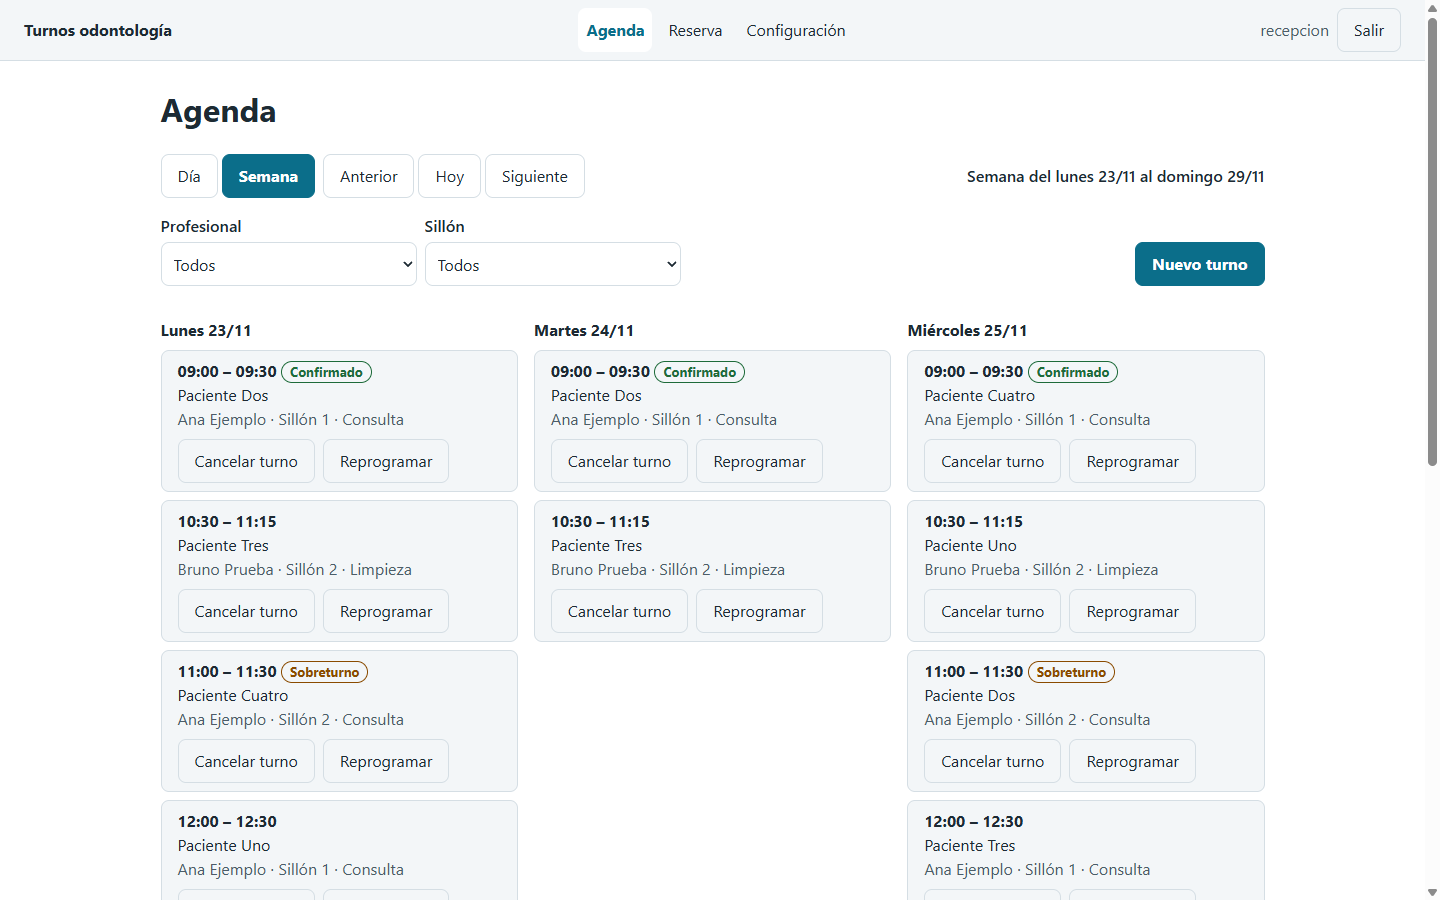 Turnos odontología
Agenda
Reserva
Configuración
recepcion
Salir
Agenda
Día
Semana
Anterior
Hoy
Siguiente
Semana del lunes 23/11 al domingo 29/11
Profesional
Sillón
Todos
Todos
Nuevo turno
Lunes 23/11
09:00 – 09:30 Confirmado
Paciente Dos
Ana Ejemplo · Sillón 1 · Consulta
Cancelar turno
Reprogramar
10:30 – 11:15
Paciente Tres
Bruno Prueba · Sillón 2 · Limpieza
Cancelar turno
Reprogramar
11:00 – 11:30 Sobreturno
Paciente Cuatro
Ana Ejemplo · Sillón 2 · Consulta
Cancelar turno
Reprogramar
12:00 – 12:30
Paciente Uno
Ana Ejemplo · Sillón 1 · Consulta
Martes 24/11
09:00 – 09:30 Confirmado
Paciente Dos
Ana Ejemplo · Sillón 1 · Consulta
Cancelar turno
Reprogramar
10:30 – 11:15
Paciente Tres
Bruno Prueba · Sillón 2 · Limpieza
Cancelar turno
Reprogramar
Miércoles 25/11
09:00 – 09:30 Confirmado
Paciente Cuatro
Ana Ejemplo · Sillón 1 · Consulta
Cancelar turno
Reprogramar
10:30 – 11:15
Paciente Uno
Bruno Prueba · Sillón 2 · Limpieza
Cancelar turno
Reprogramar
11:00 – 11:30 Sobreturno
Paciente Dos
Ana Ejemplo · Sillón 2 · Consulta
Cancelar turno
Reprogramar
12:00 – 12:30
Paciente Tres
Ana Ejemplo · Sillón 1 · Consulta